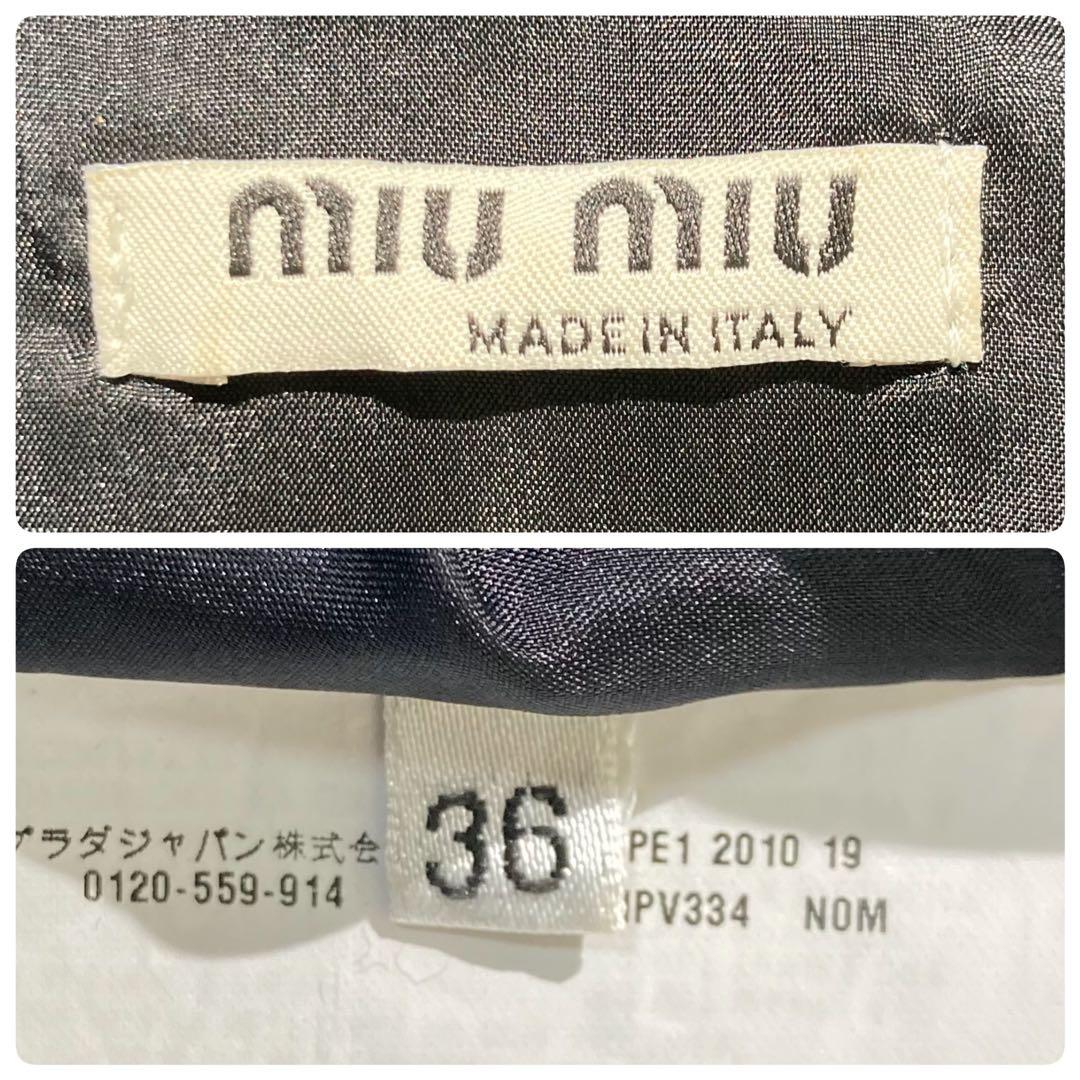 miu miu
MADE IN ITALY
プラダジャパン株式会
0120-559-914
36
PE1 2010 19
PV334 NOM